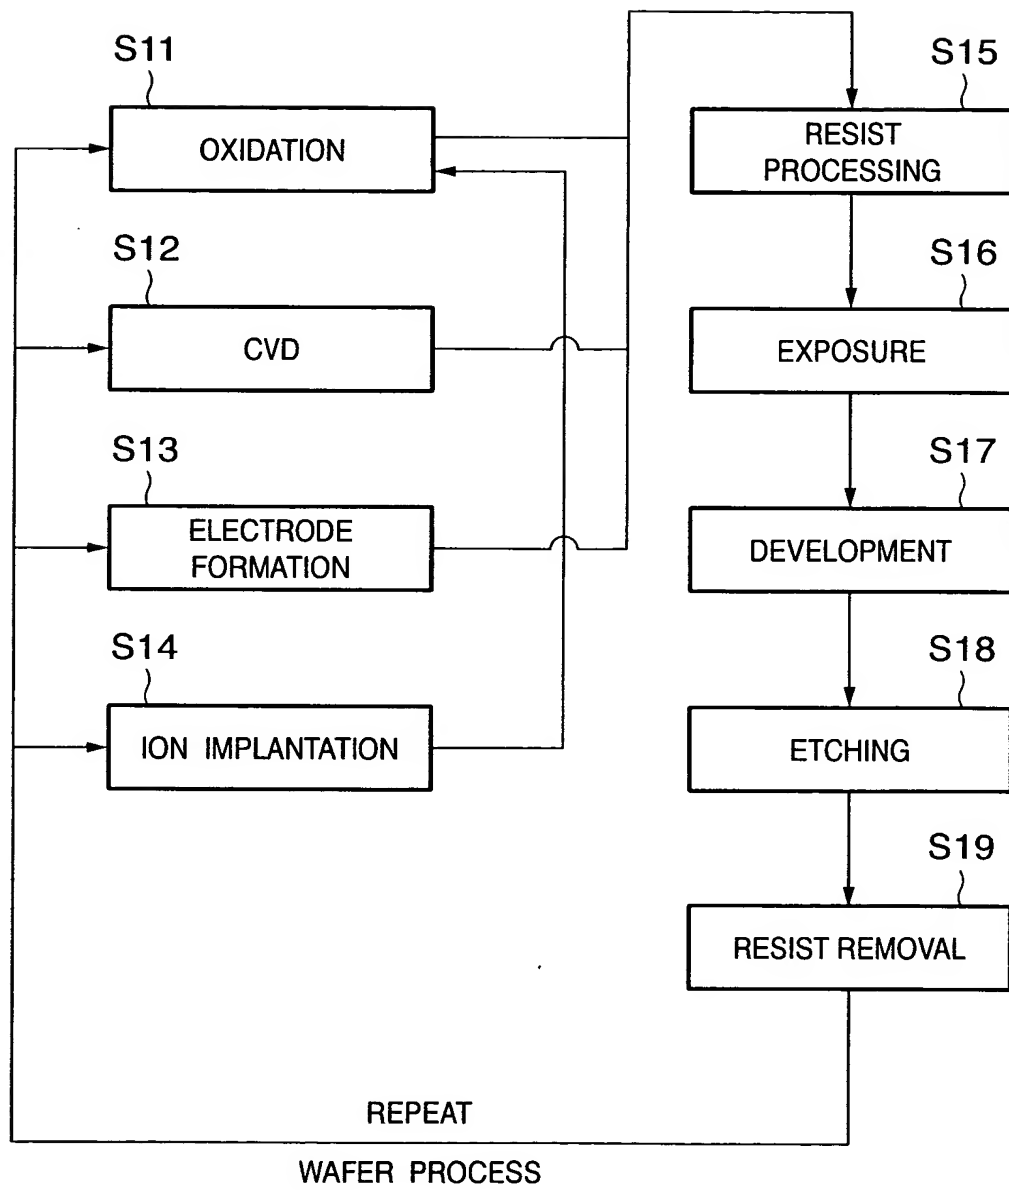 S11
OXIDATION
S12
CVD
S13
ELECTRODE
FORMATION
S14
ION IMPLANTATION
S15
RESIST
PROCESSING
S16
EXPOSURE
S17
DEVELOPMENT
S18
ETCHING
S19
RESIST REMOVAL
REPEAT
WAFER PROCESS